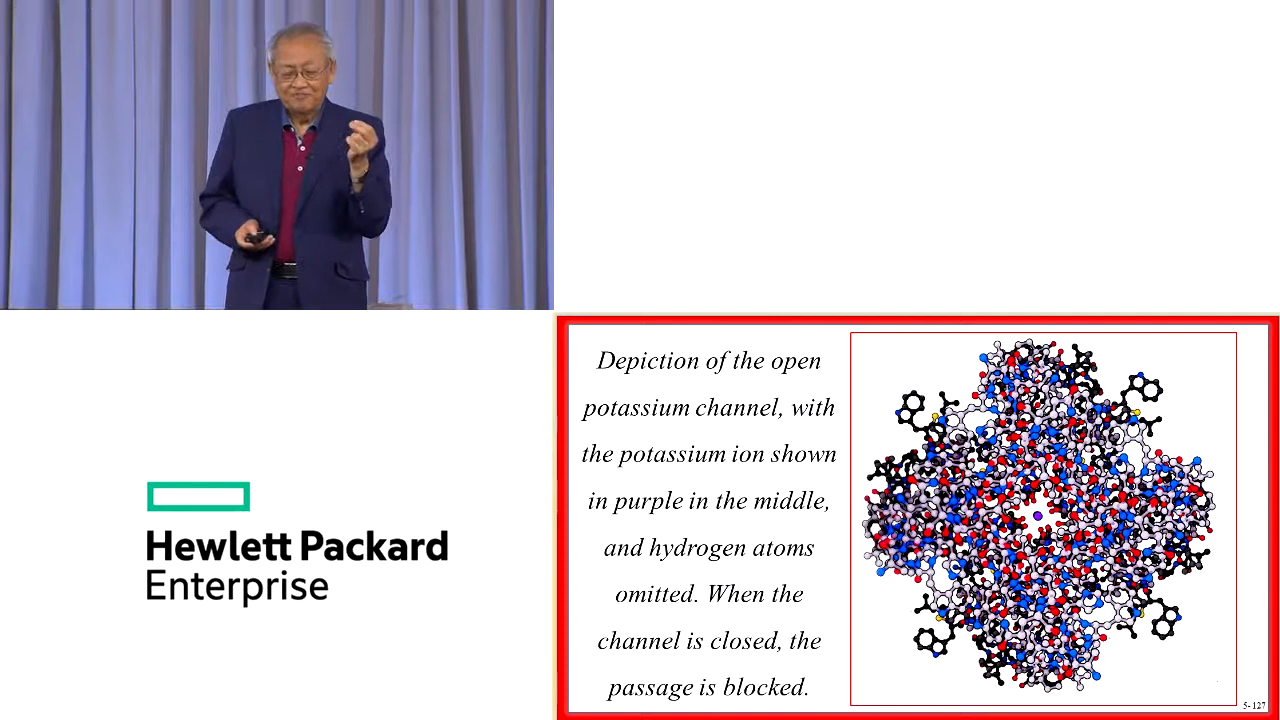 Depiction of the open
potassium channel, with
the potassium ion shown
in purple in the middle,
and hydrogen atoms
omitted. When the
channel is closed, the
passage is blocked.
5-127
Hewlett Packard
Enterprise